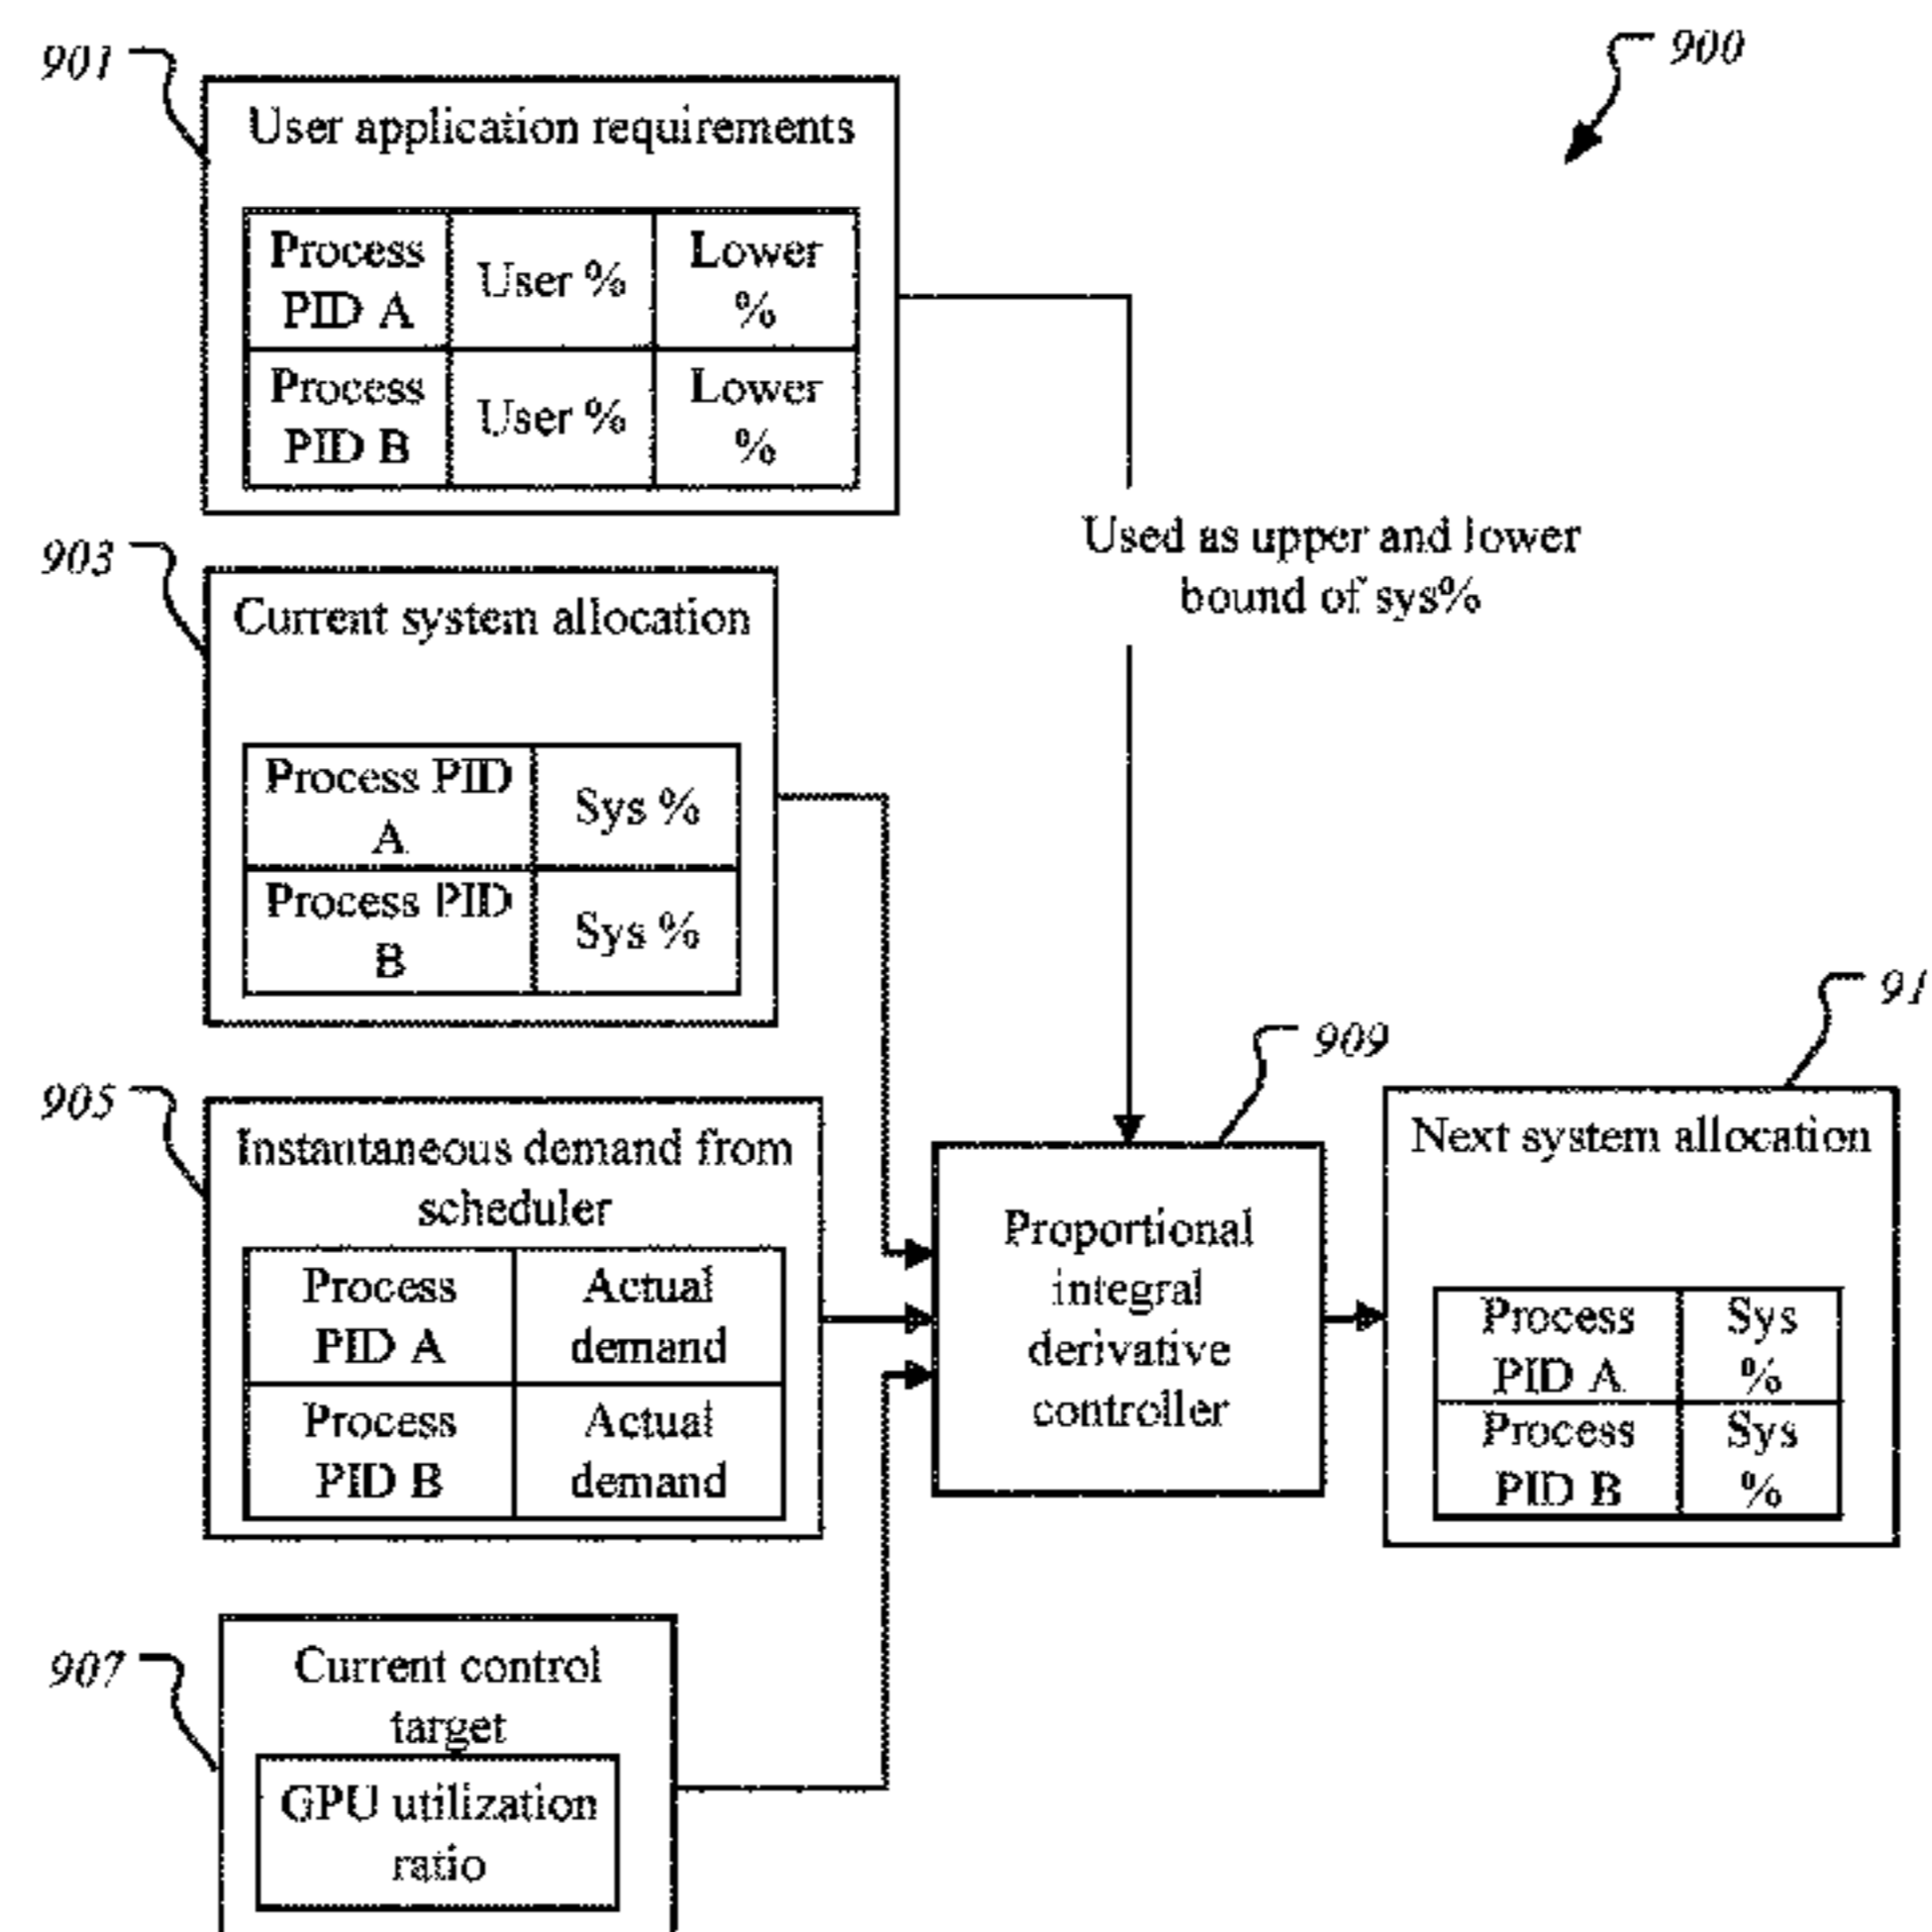 901
900
User application requirements
Process
PID A
User %
Lower
%
Process
PID B
User %
Lower
%
Used as upper and lower
bound of sys%
903
Current system allocation
Process PID
A
Sys %
Process PID
B
Sys %
905
Instantaneous demand from
scheduler
Process
PID A
Actual
demand
Process
PID B
Actual
demand
909
Proportional
integral
derivative
controller
91
Next system allocation
Process
PID A
Sys
%
Process
PID B
Sys
%
907
Current control
target
GPU utilization
ratio